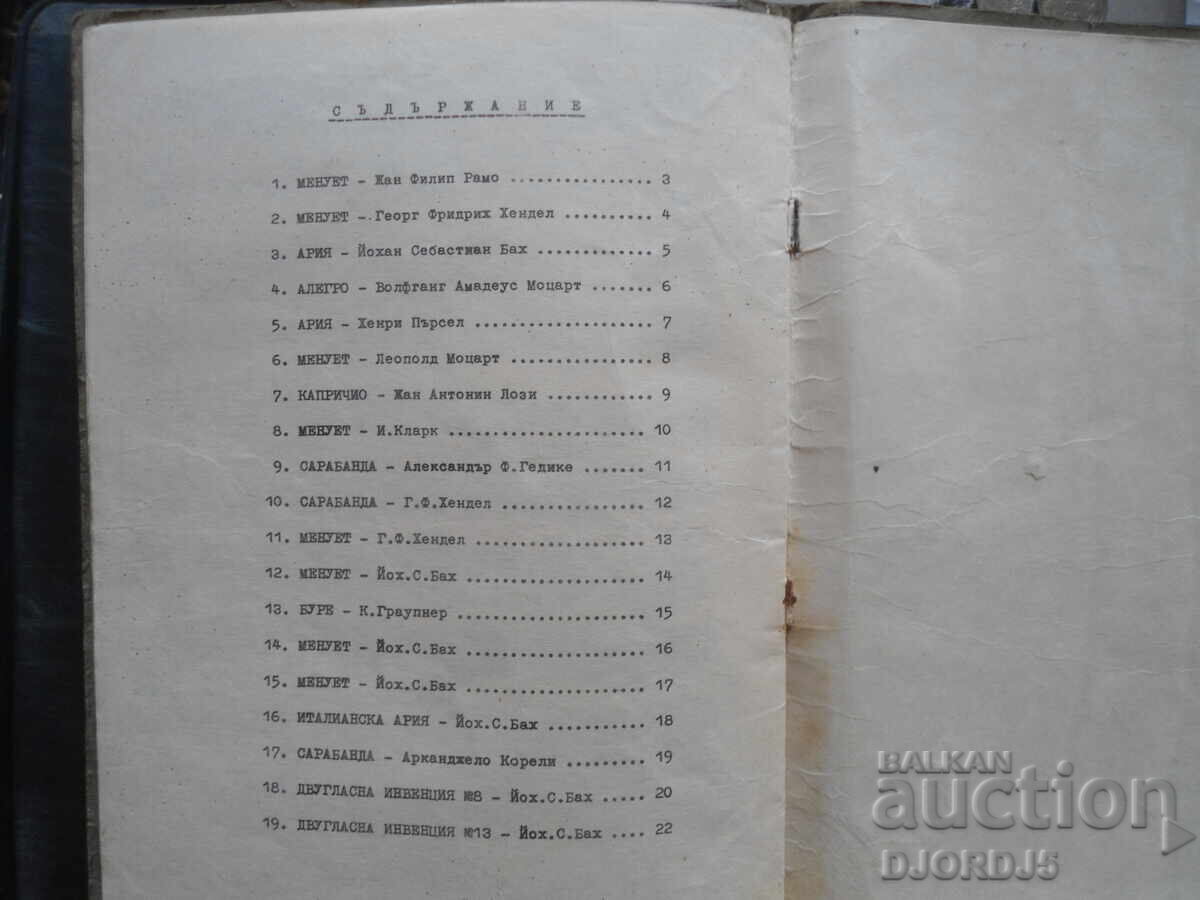 СЪДЪРЖАНИЕ
1. МЕНУЕТ - Жан Филип Рамо ................ 3
2. МЕНУЕТ - Георг Фридрих Хендел .......... 4
3. АРИЯ - Йохан Себастиан Бах ............. 5
4. АЛЕГРО - Волфганг Амадеус Моцарт ....... 6
5. АРИЯ - Хенри Пърсел .................... 7
6. МЕНУЕТ - Леополд Моцарт ................ 8
7. КАПРИЧИО - Жан Антонин Лози ............ 9
8. МЕНУЕТ - И.Кларк ...................... 10
9. САРАБАНДА - Александър Ф.Гедике ....... 11
10. САРАБАНДА - Г.Ф.Хендел ................ 12
11. МЕНУЕТ - Г.Ф.Хендел ................... 13
12. МЕНУЕТ - Йох.С.Бах .................... 14
13. БУРЕ - К.Граупнер ..................... 15
14. МЕНУЕТ - Йох.С.Бах .................... 16
15. МЕНУЕТ - Йох.С.Бах .................... 17
16. ИТАЛИАНСКА АРИЯ - Йох.С.Бах ........... 18
17. САРАБАНДА - Арканджело Корели ......... 19
18. ДВУГЛАСНА ИНВЕНЦИЯ №8 - Йох.С.Бах ..... 20
19. ДВУГЛАСНА ИНВЕНЦИЯ №13 - Йох.С.Бах .... 22
BALKAN
auction
DJORDJ5